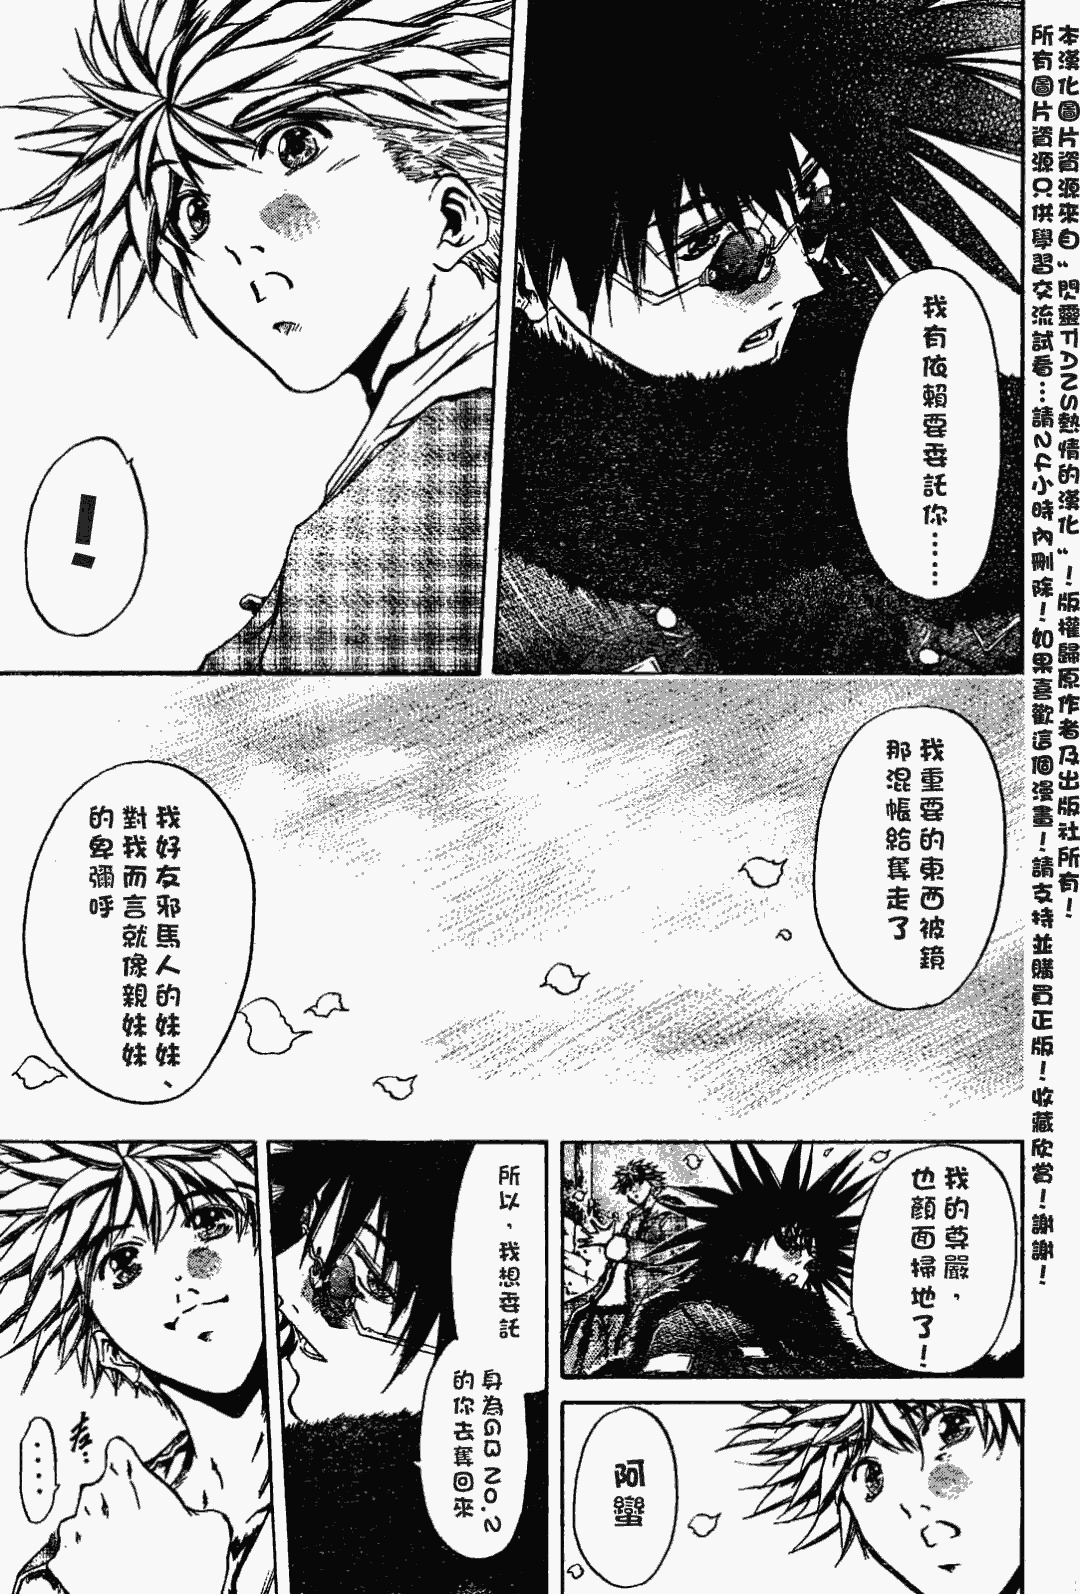 本漢化圖片資源來自“閃靈FANS熱情的漢化”！版權歸原作者及出版社所有！
所有圖片資源只供學習交流試看…請24小時內刪除！如果喜歡這個漫畫！請支持並購買正版！收藏欣賞！謝謝！
我有依賴要委託你……
！
我重要的東西被鏡
那混帳給奪走了
我好友邪馬人的妹妹、
對我而言就像親妹妹
的卑彌呼
我的尊嚴，
也顏面掃地了！
阿蠻
所以，我想委託
身為GB NO.2
的你去奪回來
……